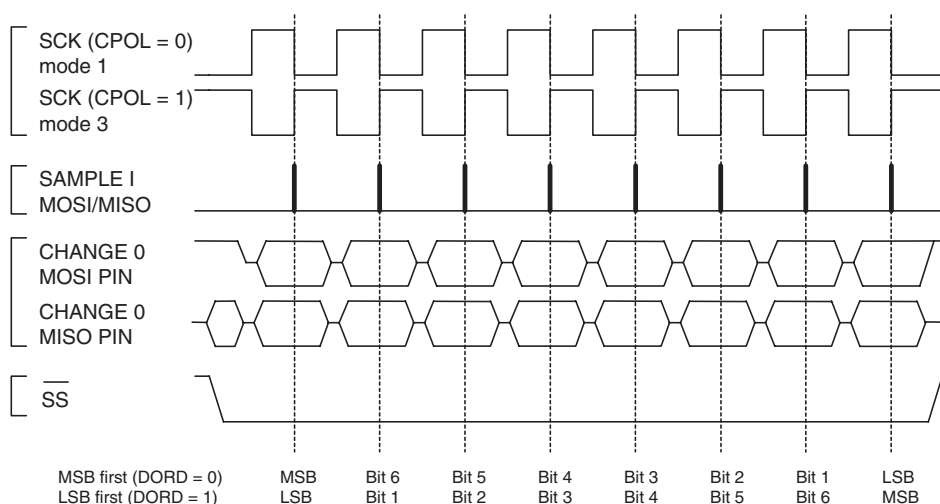 SCK (CPOL = 0)
mode 1
SCK (CPOL = 1)
mode 3
SAMPLE I
MOSI/MISO
CHANGE 0
MOSI PIN
CHANGE 0
MISO PIN
SS
MSB first (DORD = 0) MSB Bit 6 Bit 5 Bit 4 Bit 3 Bit 2 Bit 1 LSB
LSB first (DORD = 1) LSB Bit 1 Bit 2 Bit 3 Bit 4 Bit 5 Bit 6 MSB